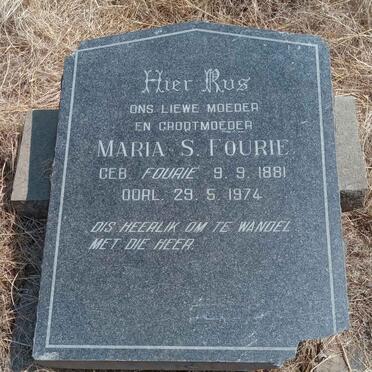 Hier Rus
ONS LIEWE MOEDER
EN GROOTMOEDER
MARIA S. FOURIE
GEB. FOURIE 9.9.1881
OORL. 29.5.1974
DIS HEERLIK OM TE WANDEL
MET DIE HEER.